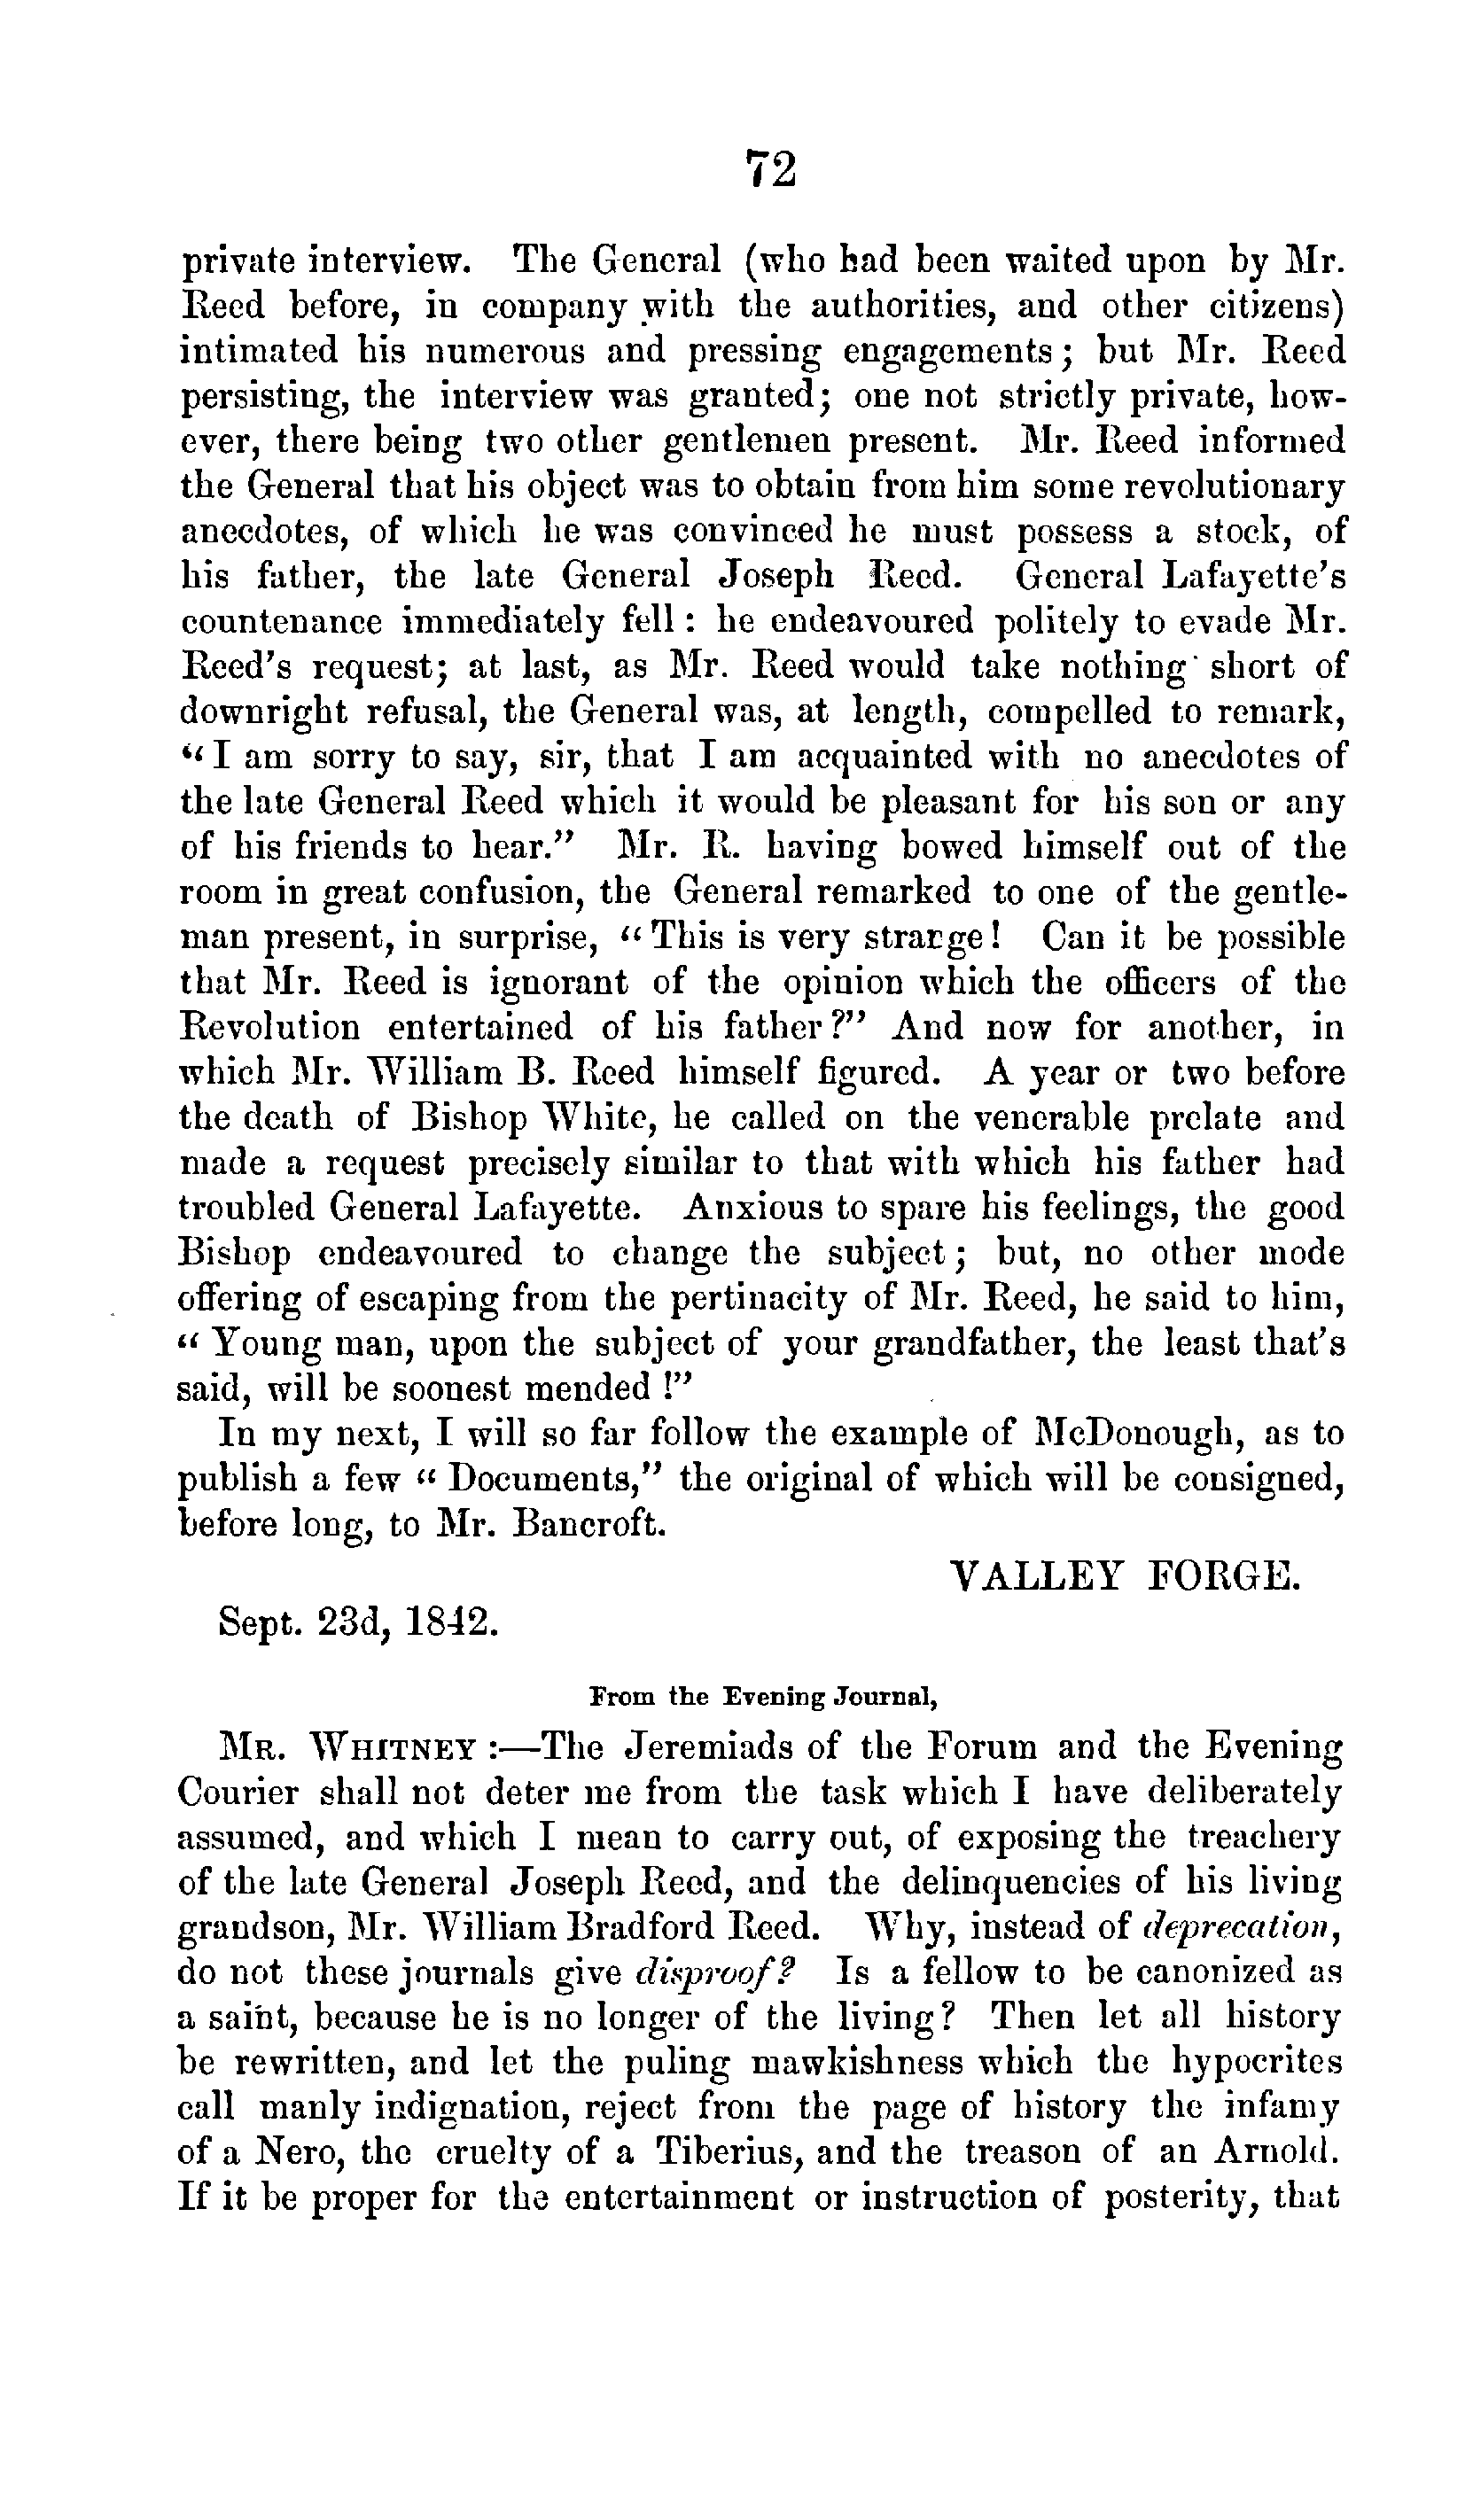 72
private interview. The General (who had been waited upon by Mr.
Reed before, in company with the authorities, and other citizens)
intimated his numerous and pressing engagements; but Mr. Reed
persisting, the interview was granted; one not strictly private, how-
ever, there being two other gentlemen present. Mr. Reed informed
the General that his object was to obtain from him some revolutionary
anecdotes, of which he was convinced he must possess a stock, of
his father, the late General Joseph Reed. General Lafayette's
countenance immediately fell: he endeavoured politely to evade Mr.
Reed's request; at last, as Mr. Reed would take nothing short of
downright refusal, the General was, at length, compelled to remark,
"I am sorry to say, sir, that I am acquainted with no anecdotes of
the late General Reed which it would be pleasant for his son or any
of his friends to hear." Mr. R. having bowed himself out of the
room in great confusion, the General remarked to one of the gentle-
man present, in surprise, "This is very strange! Can it be possible
that Mr. Reed is ignorant of the opinion which the officers of the
Revolution entertained of his father?" And now for another, in
which Mr. William B. Reed himself figured. A year or two before
the death of Bishop White, he called on the venerable prelate and
made a request precisely similar to that with which his father had
troubled General Lafayette. Anxious to spare his feelings, the good
Bishop endeavoured to change the subject; but, no other mode
offering of escaping from the pertinacity of Mr. Reed, he said to him,
"Young man, upon the subject of your grandfather, the least that's
said, will be soonest mended!"
In my next, I will so far follow the example of McDonough, as to
publish a few "Documents," the original of which will be consigned,
before long, to Mr. Bancroft.
VALLEY FORGE.
Sept. 23d, 1842.
From the Evening Journal,
MR. WHITNEY:—The Jeremiads of the Forum and the Evening
Courier shall not deter me from the task which I have deliberately
assumed, and which I mean to carry out, of exposing the treachery
of the late General Joseph Reed, and the delinquencies of his living
grandson, Mr. William Bradford Reed. Why, instead of deprecation,
do not these journals give disproof? Is a fellow to be canonized as
a saint, because he is no longer of the living? Then let all history
be rewritten, and let the puling mawkishness which the hypocrites
call manly indignation, reject from the page of history the infamy
of a Nero, the cruelty of a Tiberius, and the treason of an Arnold.
If it be proper for the entertainment or instruction of posterity, that